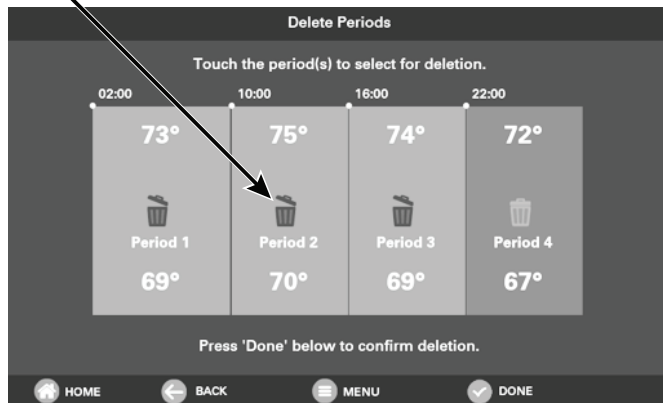 Delete Periods
Touch the period(s) to select for deletion.
02:00 10:00 16:00 22:00
73° 75° 74° 72°
Period 1 Period 2 Period 3 Period 4
69° 70° 69° 67°
Press 'Done' below to confirm deletion.
HOME BACK MENU DONE